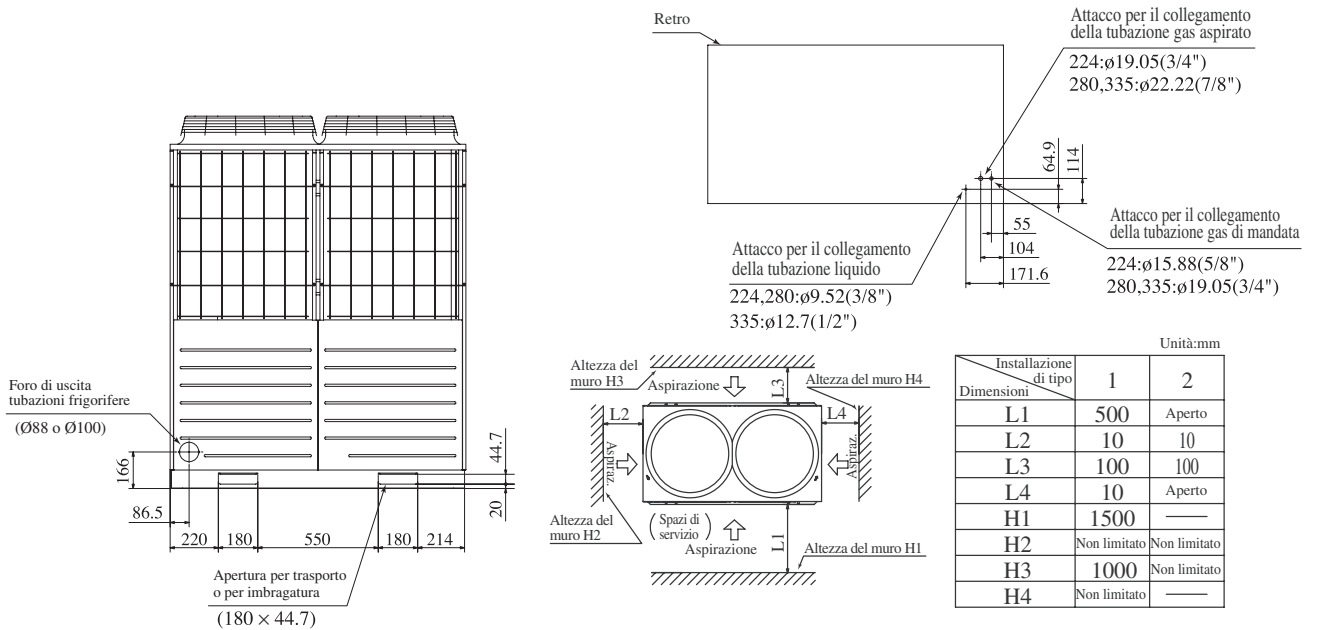 Foro di uscita
tubazioni frigorifere
(Ø88 o Ø100)
166
86.5
220
180
550
180
214
44.7
20
Apertura per trasporto
o per imbragatura
(180 × 44.7)
Retro
Attacco per il collegamento
della tubazione gas aspirato
224:ø19.05(3/4")
280,335:ø22.22(7/8")
64.9
114
55
104
171.6
Attacco per il collegamento
della tubazione gas di mandata
224:ø15.88(5/8")
280,335:ø19.05(3/4")
Attacco per il collegamento
della tubazione liquido
224,280:ø9.52(3/8")
335:ø12.7(1/2")
Altezza del
muro H3
Aspirazione
L3
Altezza del muro H4
L2
L4
Aspiraz.
Aspiraz.
Altezza del
muro H2
(Spazi di
servizio)
Aspirazione
L1
Altezza del muro H1
Unità:mm
Installazione
di tipo
Dimensioni
1 2
L1 500 Aperto
L2 10 10
L3 100 100
L4 10 Aperto
H1 1500 ——
H2 Non limitato Non limitato
H3 1000 Non limitato
H4 Non limitato ——